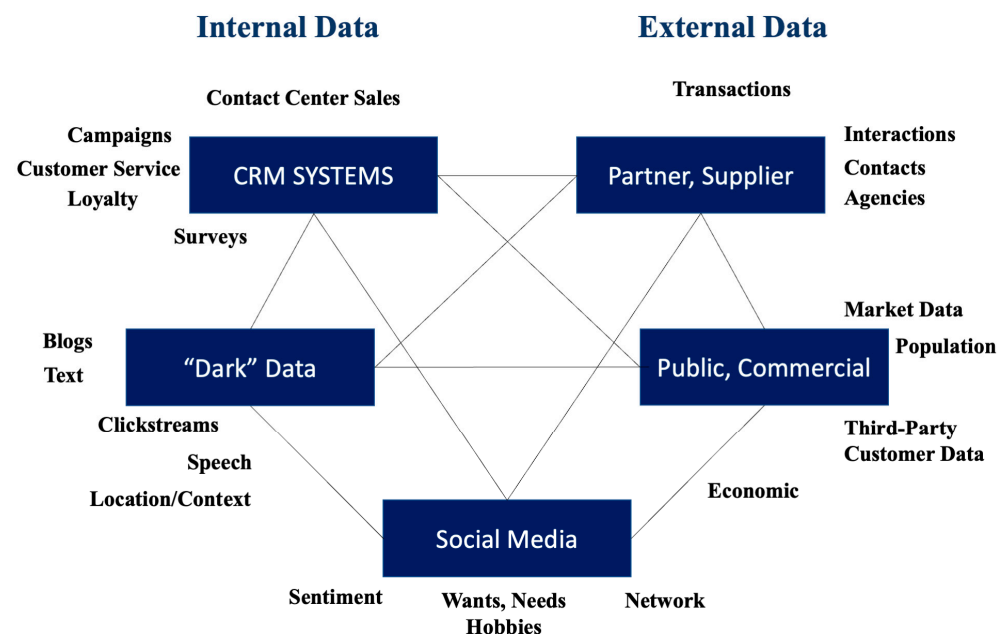 Internal Data
External Data
Contact Center Sales
Transactions
Campaigns
Customer Service
Loyalty
CRM SYSTEMS
Partner, Supplier
Interactions
Contacts
Agencies
Surveys
Blogs
Text
“Dark” Data
Public, Commercial
Market Data
Population
Clickstreams
Speech
Location/Context
Third-Party
Customer Data
Economic
Social Media
Sentiment
Wants, Needs
Hobbies
Network